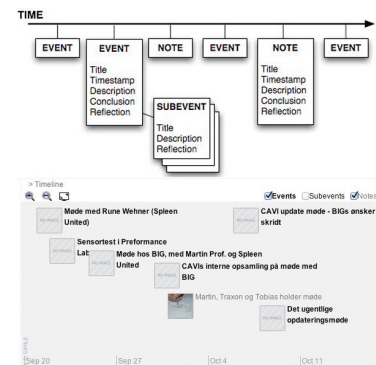 TIME
EVENT
EVENT
Title
Timestamp
Description
Conclusion
Reflection
NOTE
EVENT
NOTE
Title
Timestamp
Description
Conclusion
Reflection
EVENT
SUBEVENT
Title
Description
Reflection
> Timeline
Events Subevents Notes
Møde med Rune Wehner (Spleen
United)
CAVI update møde - BIGs ønsker
skridt
Sensortest i Preformance
Lab
Møde hos BIG, med Martin Prof. og Spleen
United
CAVIs interne opsamling på møde med
BIG
Martin, Traxon og Tobias holder møde
Det ugentlige
opdateringsmøde
Sep 20 Sep 27 Oct 4 Oct 11